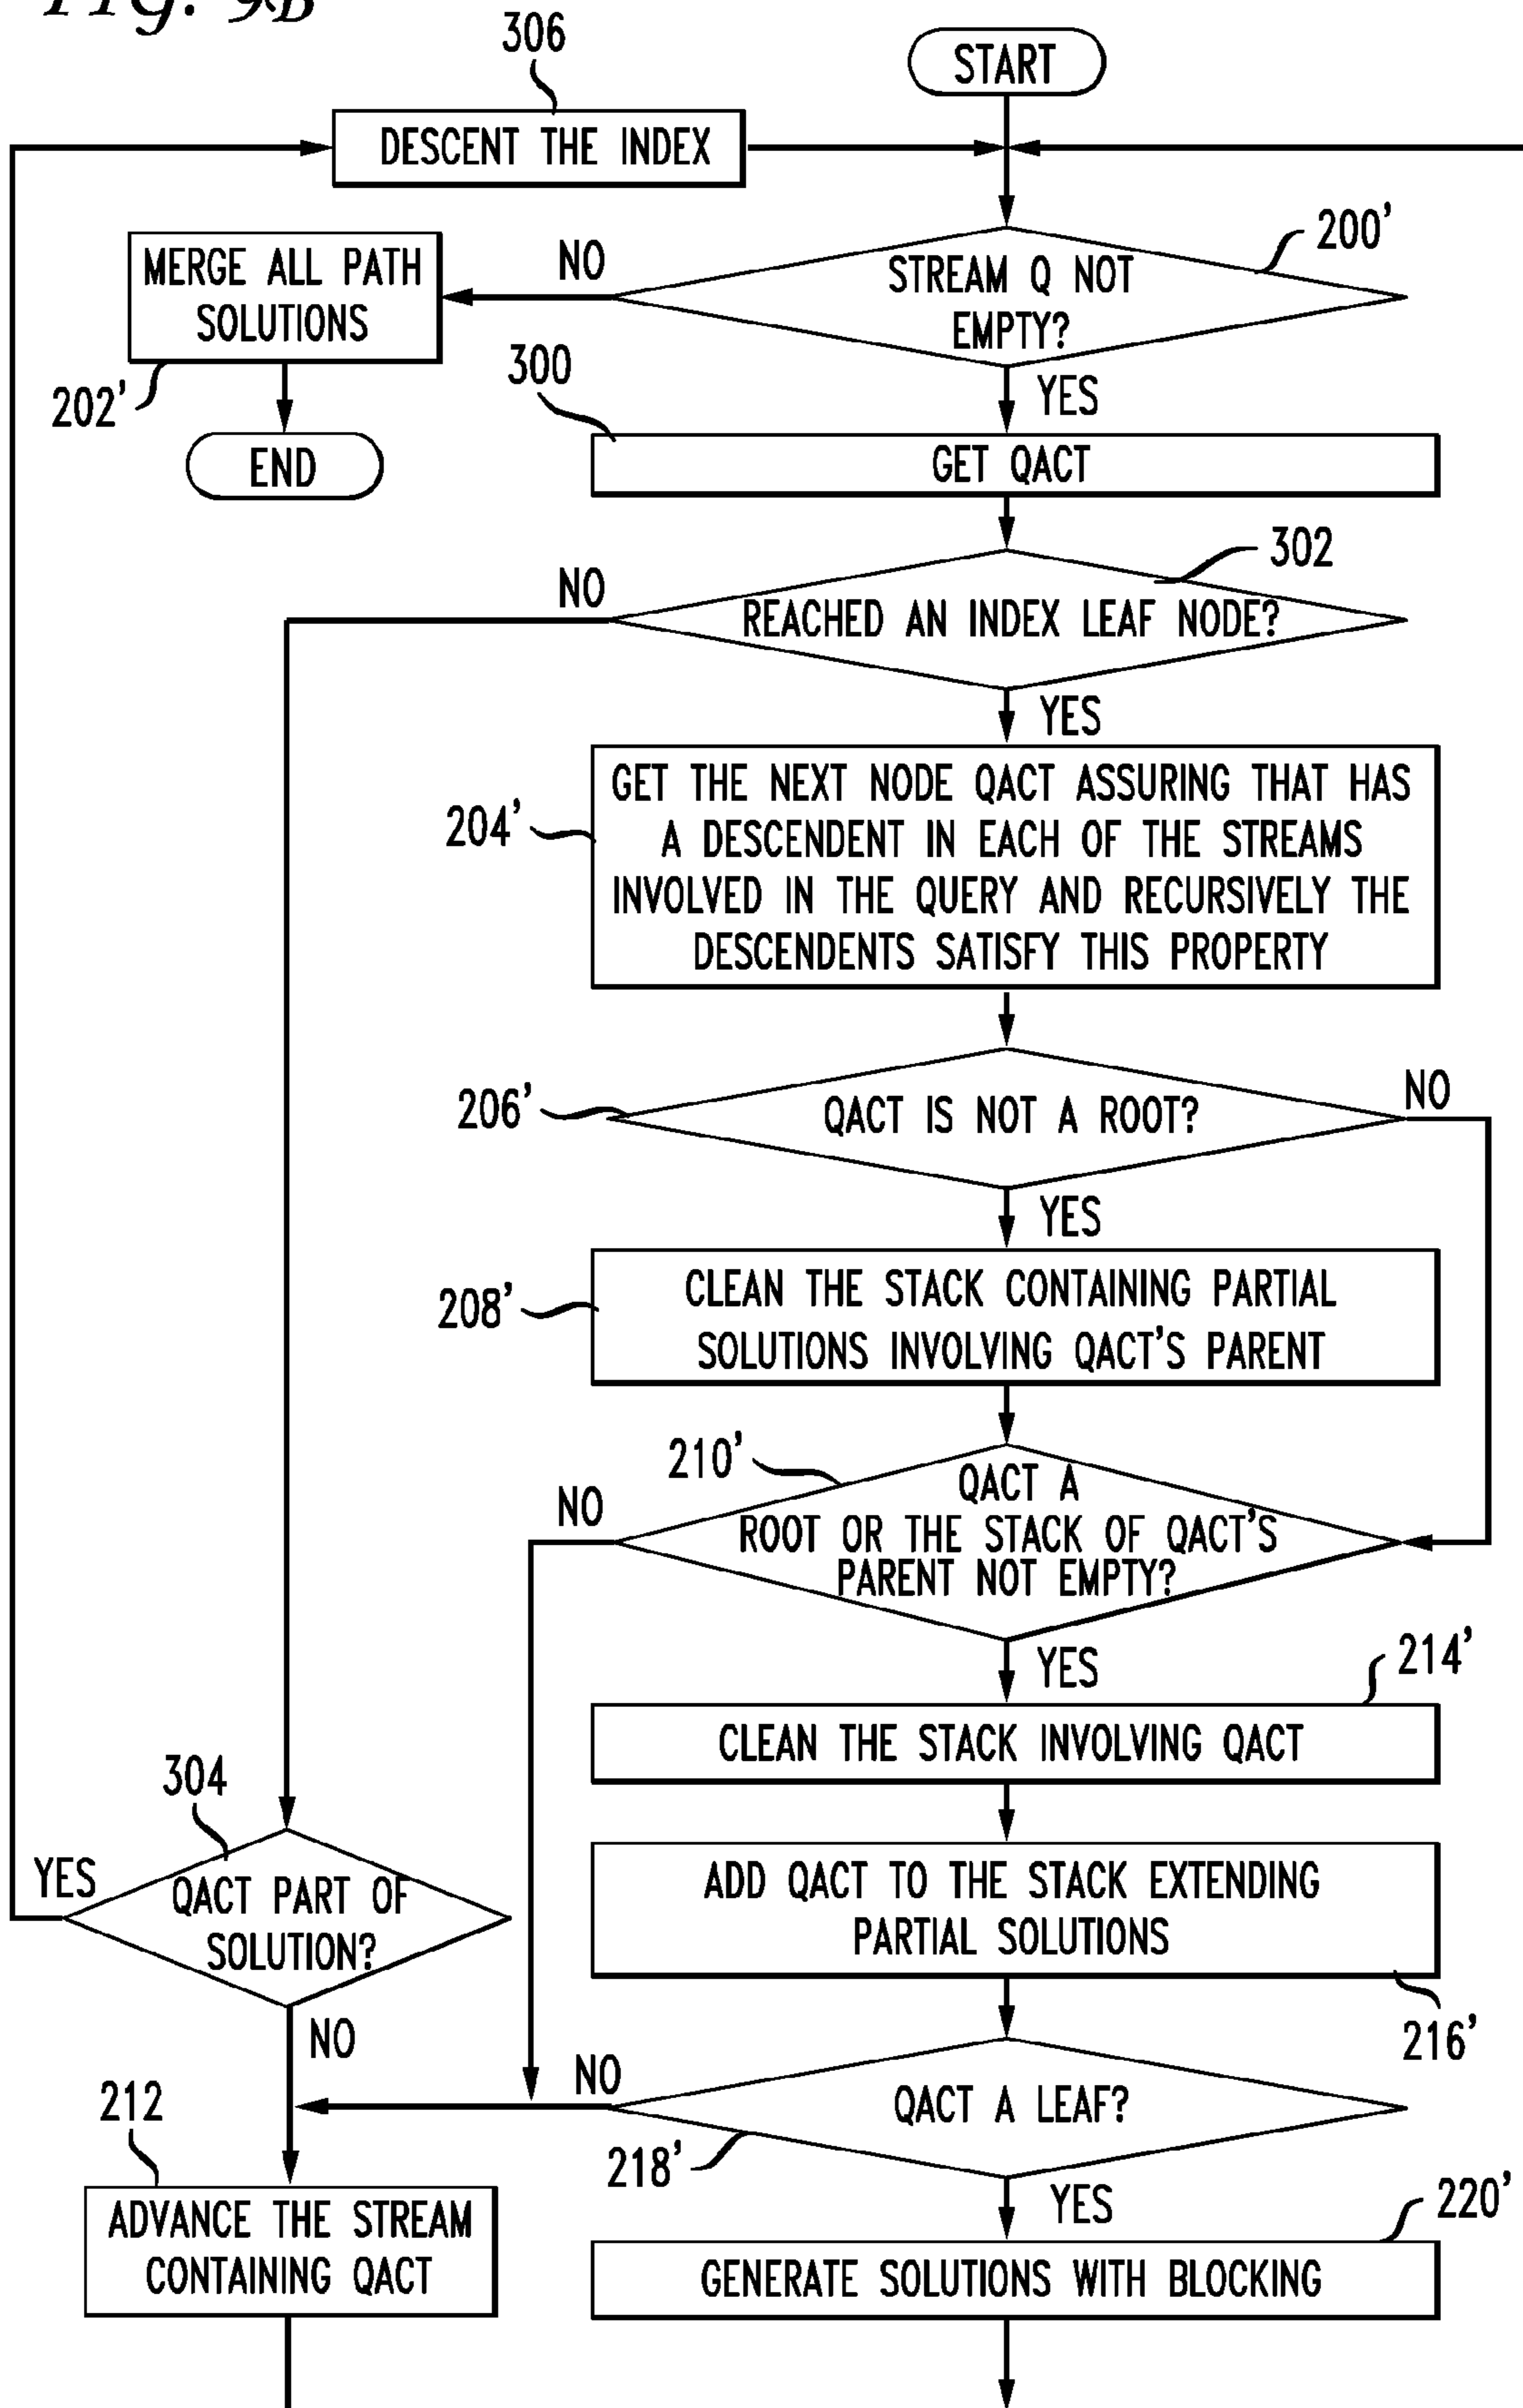 FIG. 9B
306
START
DESCENT THE INDEX
200'
MERGE ALL PATH
SOLUTIONS
NO
STREAM Q NOT
EMPTY?
202'
300
YES
END
GET QACT
302
NO
REACHED AN INDEX LEAF NODE?
YES
204'
GET THE NEXT NODE QACT ASSURING THAT HAS
A DESCENDENT IN EACH OF THE STREAMS
INVOLVED IN THE QUERY AND RECURSIVELY THE
DESCENDENTS SATISFY THIS PROPERTY
206'
QACT IS NOT A ROOT?
NO
YES
208'
CLEAN THE STACK CONTAINING PARTIAL
SOLUTIONS INVOLVING QACT'S PARENT
210'
NO
QACT A
ROOT OR THE STACK OF QACT'S
PARENT NOT EMPTY?
YES
214'
CLEAN THE STACK INVOLVING QACT
304
YES
QACT PART OF
SOLUTION?
ADD QACT TO THE STACK EXTENDING
PARTIAL SOLUTIONS
216'
NO
NO
QACT A LEAF?
212
218'
YES
220'
ADVANCE THE STREAM
CONTAINING QACT
GENERATE SOLUTIONS WITH BLOCKING